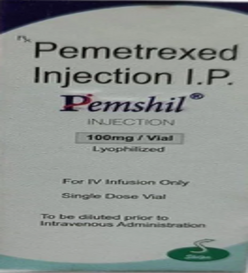 Rx
Pemetrexed
Injection I.P.
Pemshil®
INJECTION
100mg / Vial
Lyophilized
For IV Infusion Only
Single Dose Vial
To be diluted prior to
Intravenous Administration